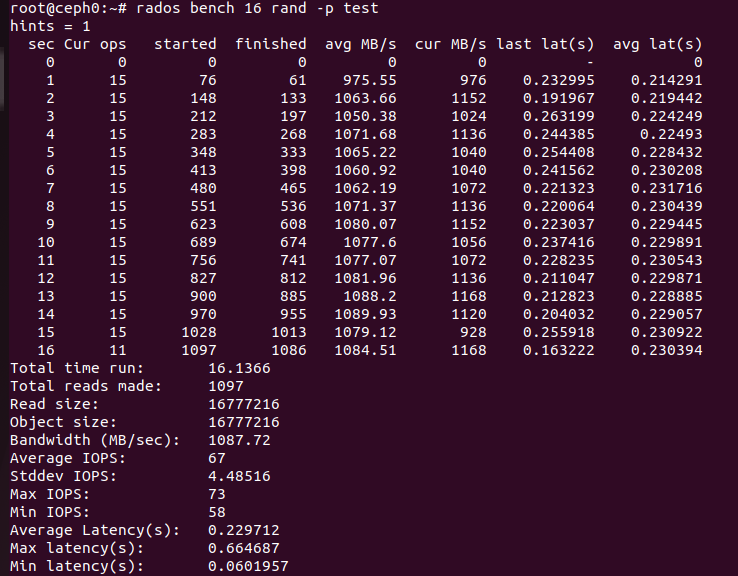 root@ceph0:~# rados bench 16 rand -p test
hints = 1
  sec Cur ops   started  finished  avg MB/s  cur MB/s last lat(s)  avg lat(s)
    0       0         0         0         0         0           -           0
    1      15        76        61    975.55       976    0.232995    0.214291
    2      15       148       133   1063.66      1152    0.191967    0.219442
    3      15       212       197   1050.38      1024    0.263199    0.224249
    4      15       283       268   1071.68      1136    0.244385     0.22493
    5      15       348       333   1065.22      1040    0.254408    0.228432
    6      15       413       398   1060.92      1040    0.241562    0.230208
    7      15       480       465   1062.19      1072    0.221323    0.231716
    8      15       551       536   1071.37      1136    0.220064    0.230439
    9      15       623       608   1080.07      1152    0.223037    0.229445
   10      15       689       674    1077.6      1056    0.237416    0.229891
   11      15       756       741   1077.07      1072    0.228235    0.230543
   12      15       827       812   1081.96      1136    0.211047    0.229871
   13      15       900       885    1088.2      1168    0.212823    0.228885
   14      15       970       955   1089.93      1120    0.204032    0.229057
   15      15      1028      1013   1079.12       928    0.255918    0.230922
   16      11      1097      1086   1084.51      1168    0.163222    0.230394
Total time run:       16.1366
Total reads made:     1097
Read size:            16777216
Object size:          16777216
Bandwidth (MB/sec):   1087.72
Average IOPS:         67
Stddev IOPS:          4.48516
Max IOPS:             73
Min IOPS:             58
Average Latency(s):   0.229712
Max latency(s):       0.664687
Min latency(s):       0.0601957